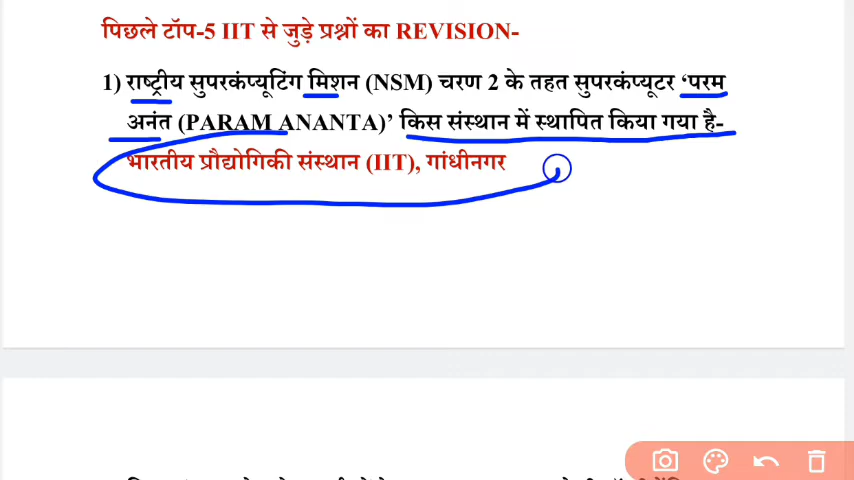 पिछले टॉप-5 IIT से जुड़े प्रश्नों का REVISION-
1) राष्ट्रीय सुपरकंप्यूटिंग मिशन (NSM) चरण 2 के तहत सुपरकंप्यूटर ‘परम
अनंत (PARAM ANANTA)’ किस संस्थान में स्थापित किया गया है-
भारतीय प्रौद्योगिकी संस्थान (IIT), गांधीनगर